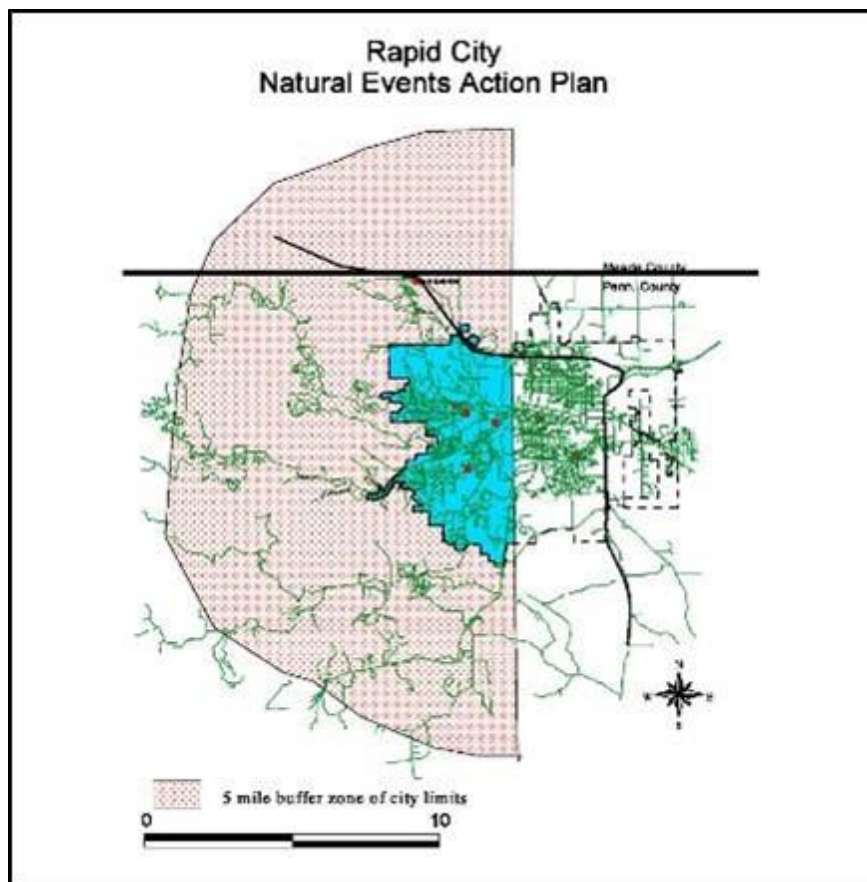 Rapid City
Natural Events Action Plan
Meade County
Penn. County
W
5 mile buffer zone of city limits
0
10